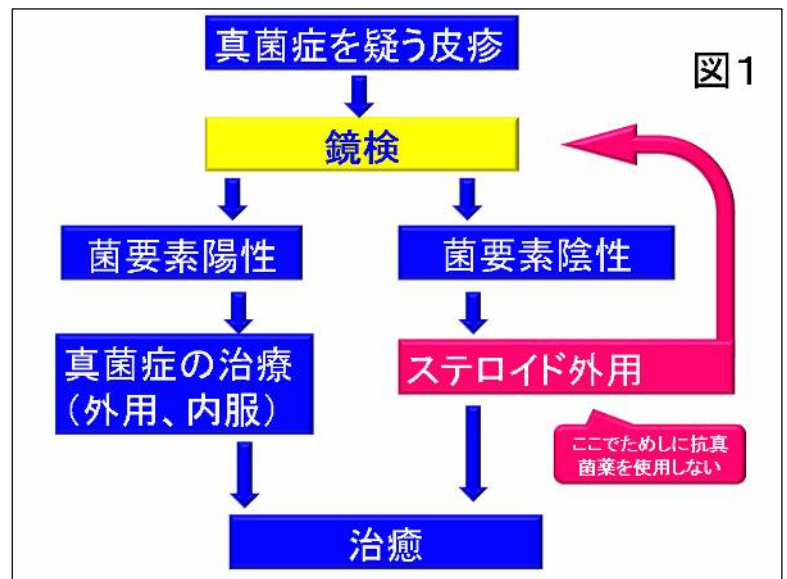 真菌症を疑う皮疹
図１
鏡検
菌要素陽性
菌要素陰性
真菌症の治療
（外用、内服）
ステロイド外用
ここでためしに抗真
菌薬を使用しない
治癒